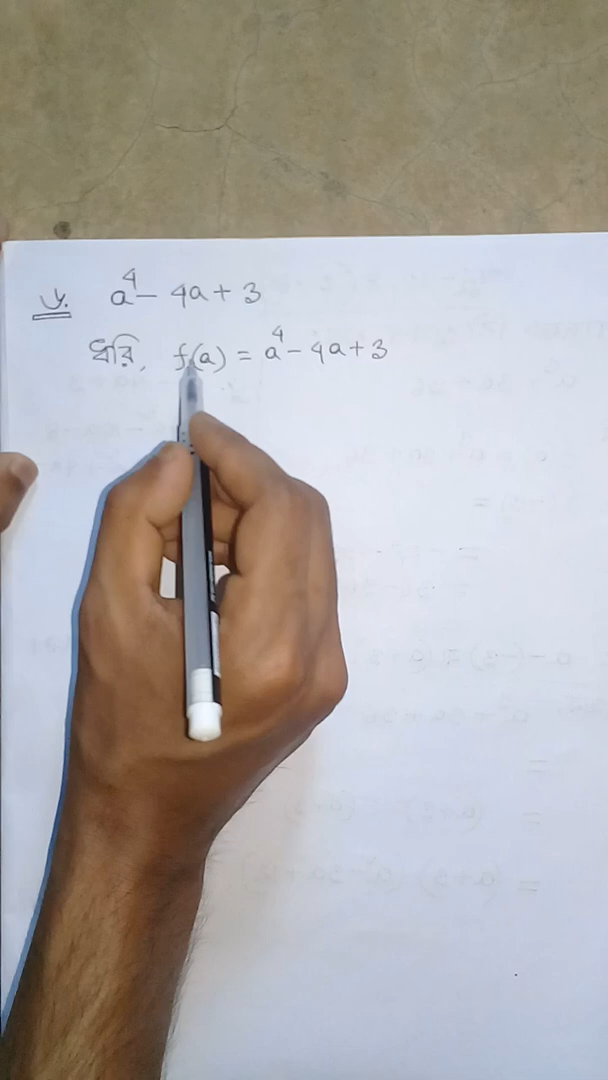 ৬. a⁴ - 4a + 3
ধরি, f(a) = a⁴ - 4a + 3